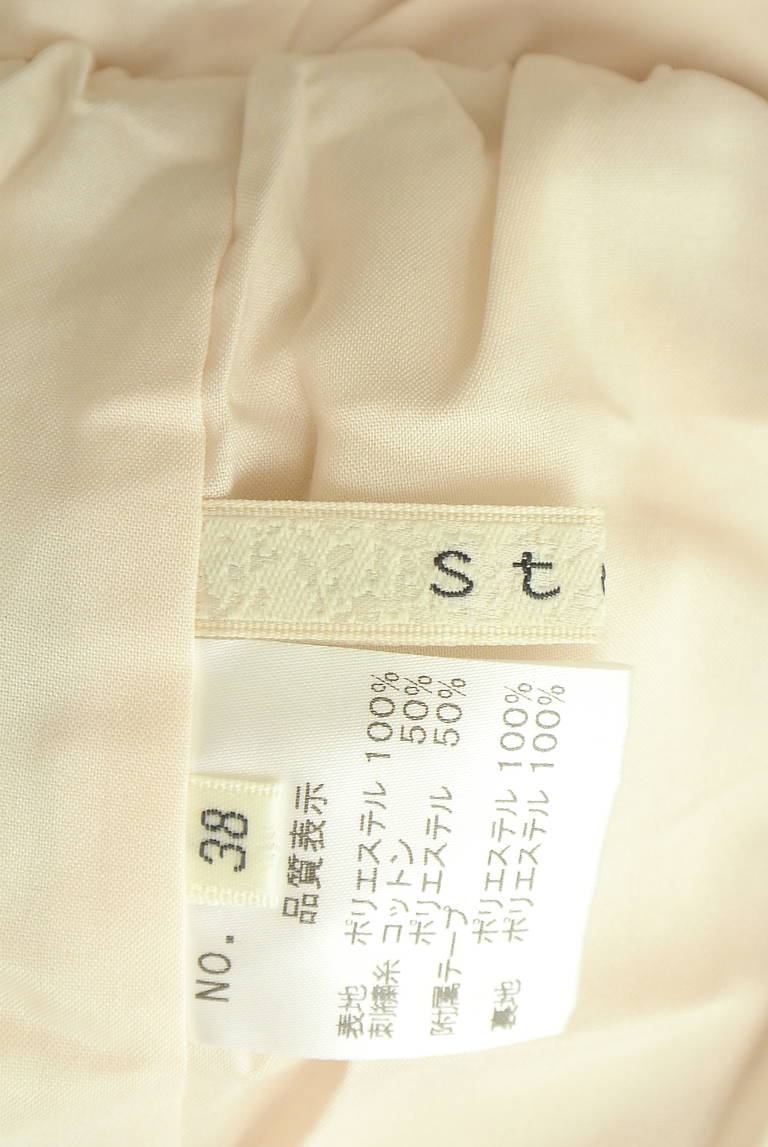 st
38
NO.
品質表示
表地 ポリエステル 100%
刺繍糸 コットン 50%
ポリエステル 50%
附属テープ
ポリエステル 100%
裏地 ポリエステル 100%